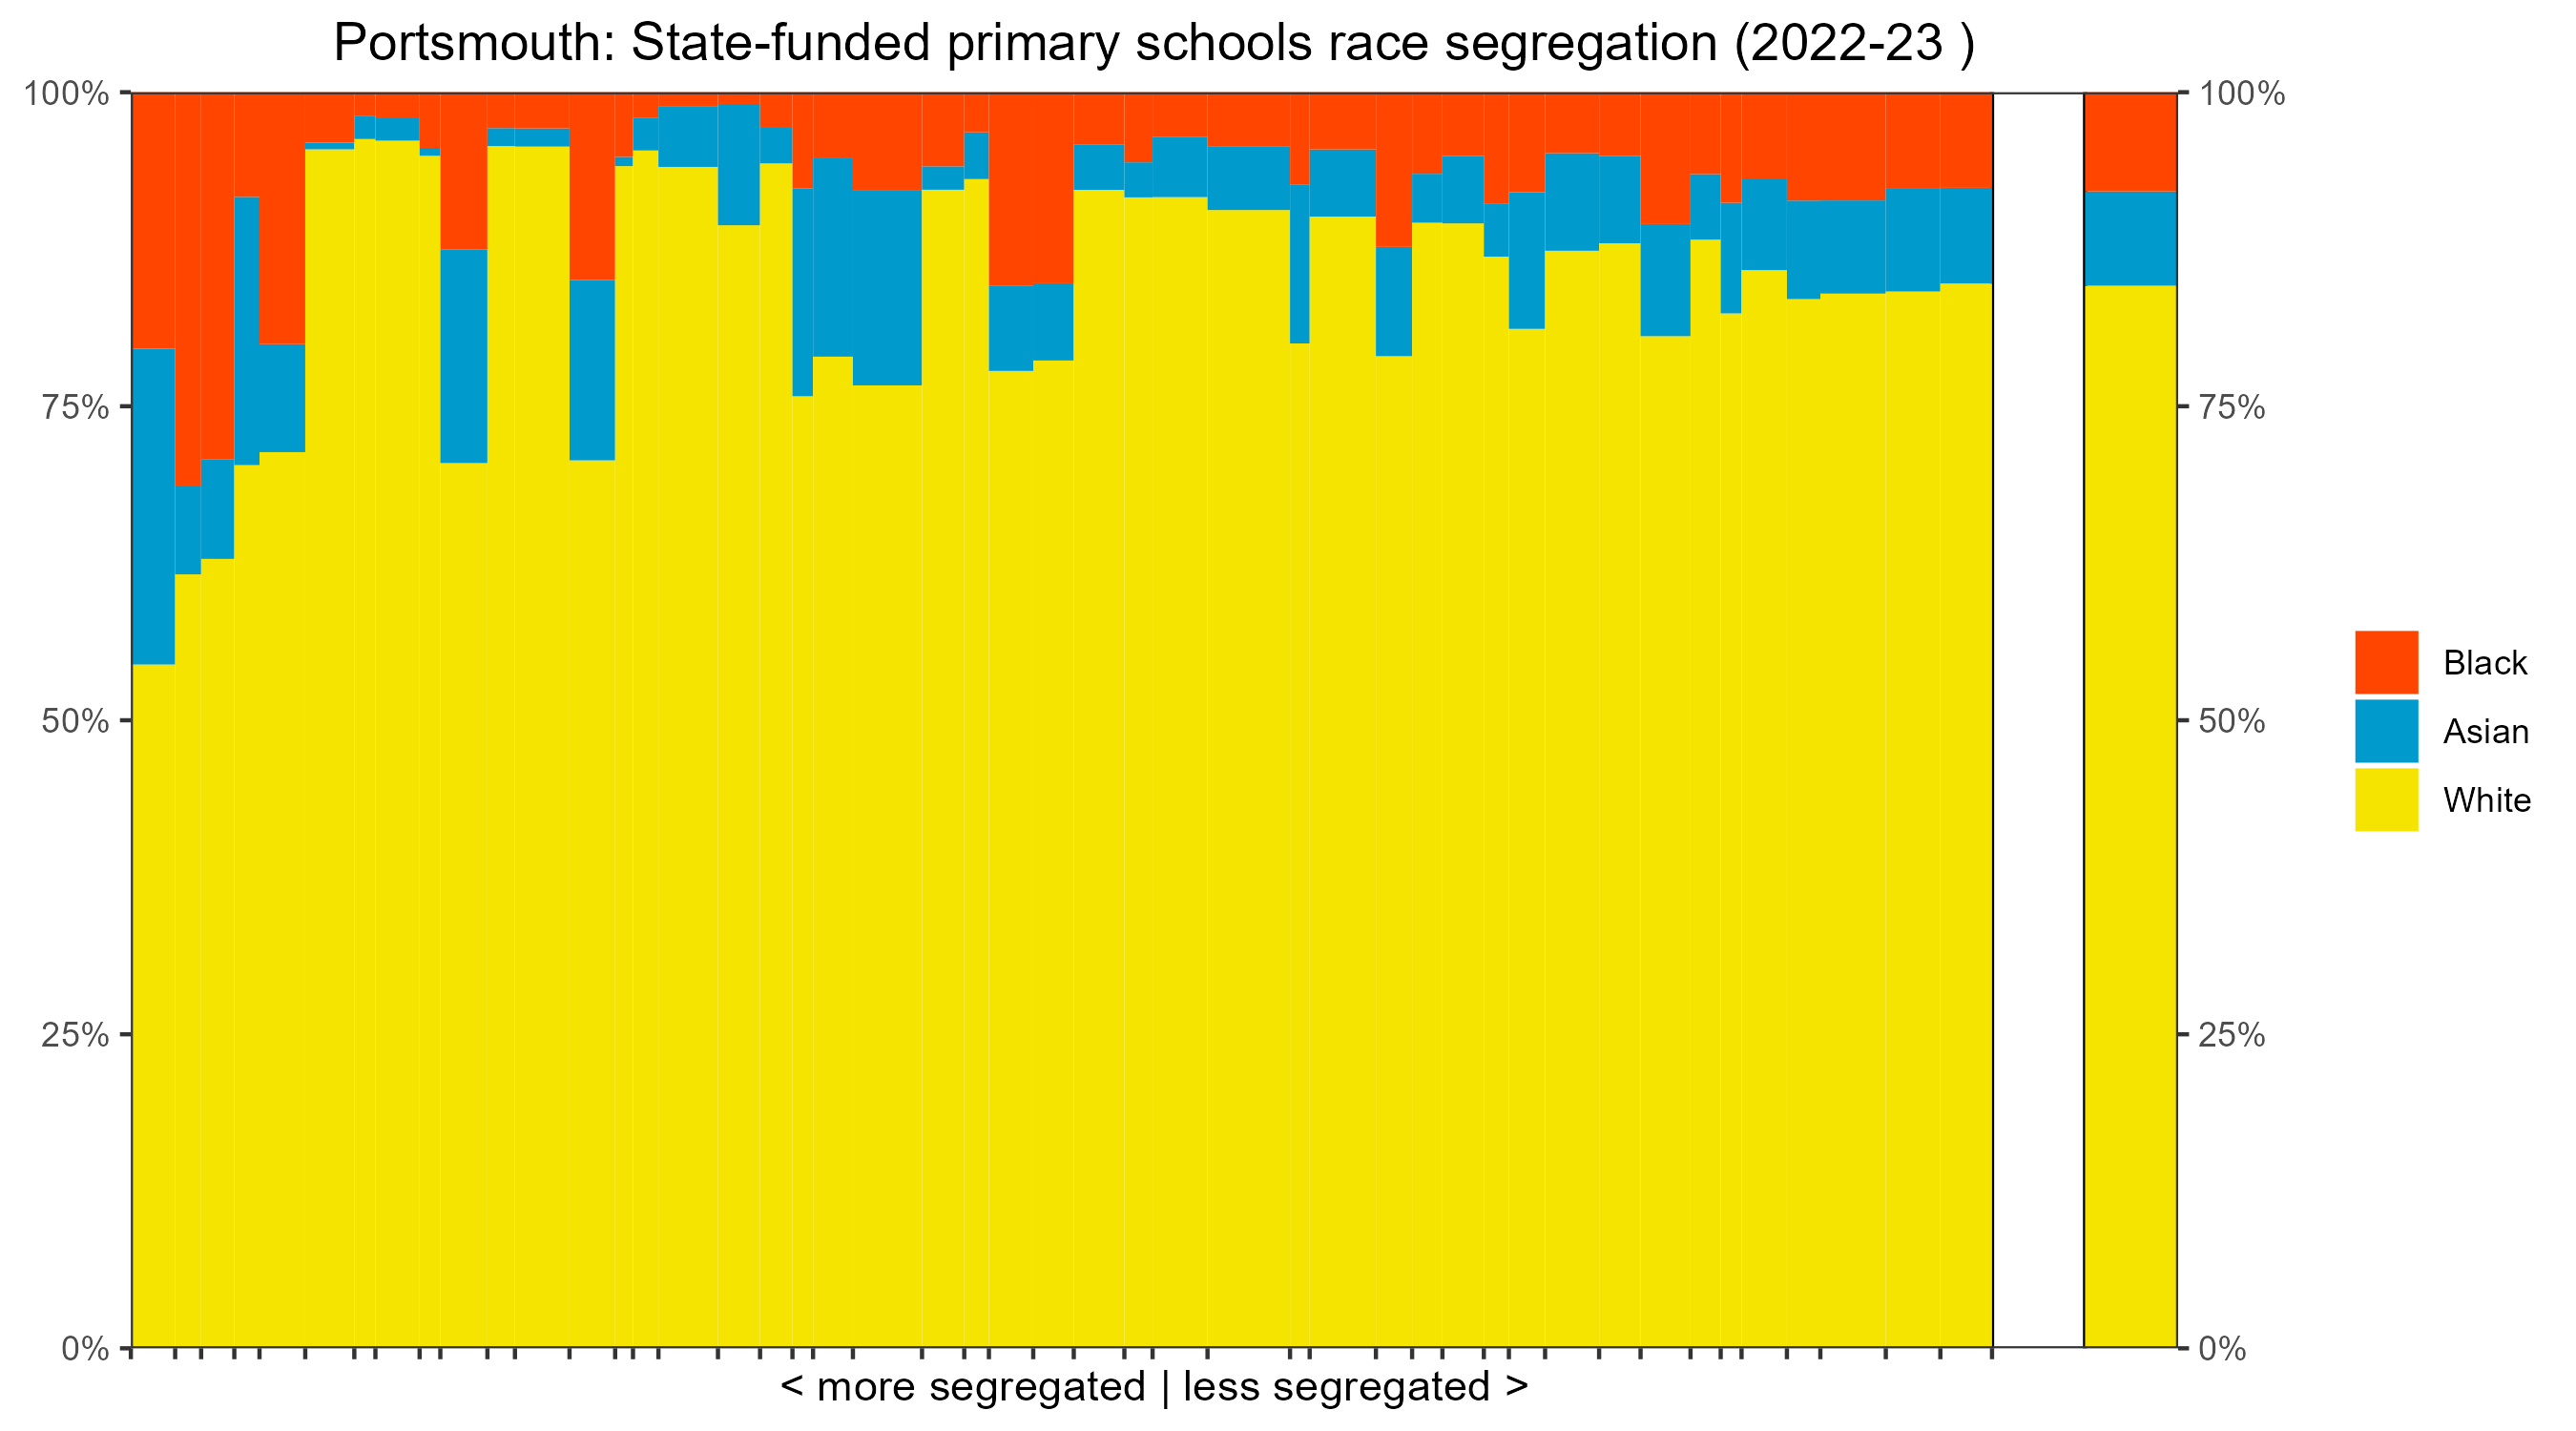 Portsmouth: State-funded primary schools race segregation (2022-23 )
100%
75%
50%
25%
0%
100%
75%
50%
25%
0%
Black
Asian
White
< more segregated | less segregated >